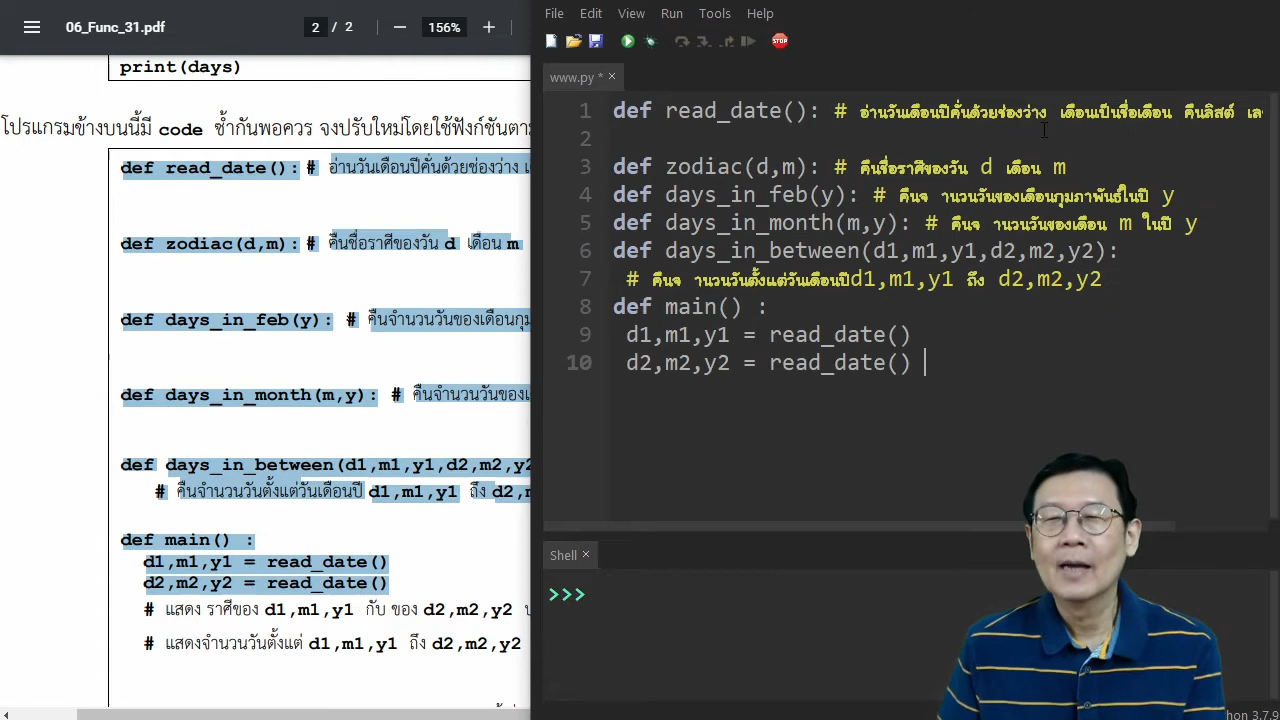 06_Func_31.pdf
2 / 2
156%
print(days)
โปรแกรมข้างบนนี้มี code ซ้ำกันพอควร จงปรับใหม่โดยใช้ฟังก์ชันตาม
def read_date(): # อ่านวันเดือนปีคั่นด้วยช่องว่าง เ
def zodiac(d,m): # คืนชื่อราศีของวัน d เดือน m
def days_in_feb(y): # คืนจำนวนวันของเดือนกุม
def days_in_month(m,y): # คืนจำนวนวันของเ
def days_in_between(d1,m1,y1,d2,m2,y2
# คืนจำนวนวันตั้งแต่วันเดือนปี d1,m1,y1 ถึง d2,m
def main() :
d1,m1,y1 = read_date()
d2,m2,y2 = read_date()
# แสดง ราศีของ d1,m1,y1 กับ ของ d2,m2,y2 บ
# แสดงจำนวนวันตั้งแต่ d1,m1,y1 ถึง d2,m2,y2
File Edit View Run Tools Help
STOP
www.py * ×
1 def read_date(): # อ่านวันเดือนปีคั่นด้วยช่องว่าง เดือนเป็นชื่อเดือน คืนลิสต์ เล
2
3 def zodiac(d,m): # คืนชื่อราศีของวัน d เดือน m
4 def days_in_feb(y): # คืนจ านวนวันของเดือนกุมภาพันธ์ในปี y
5 def days_in_month(m,y): # คืนจ านวนวันของเดือน m ในปี y
6 def days_in_between(d1,m1,y1,d2,m2,y2):
7 # คืนจ านวนวันตั้งแต่วันเดือนปีd1,m1,y1 ถึง d2,m2,y2
8 def main() :
9 d1,m1,y1 = read_date()
10 d2,m2,y2 = read_date()
Shell ×
>>>
hon 3.7.9